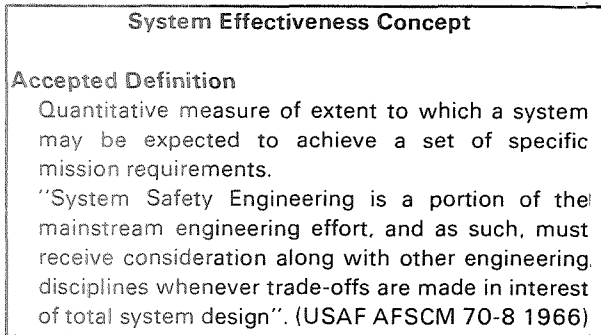 System Effectiveness Concept
Accepted Definition
Quantitative measure of extent to which a system
may be expected to achieve a set of specific
mission requirements.
"System Safety Engineering is a portion of the
mainstream engineering effort, and as such, must
receive consideration along with other engineering
disciplines whenever trade-offs are made in interest
of total system design". (USAF AFSCM 70-8 1966)